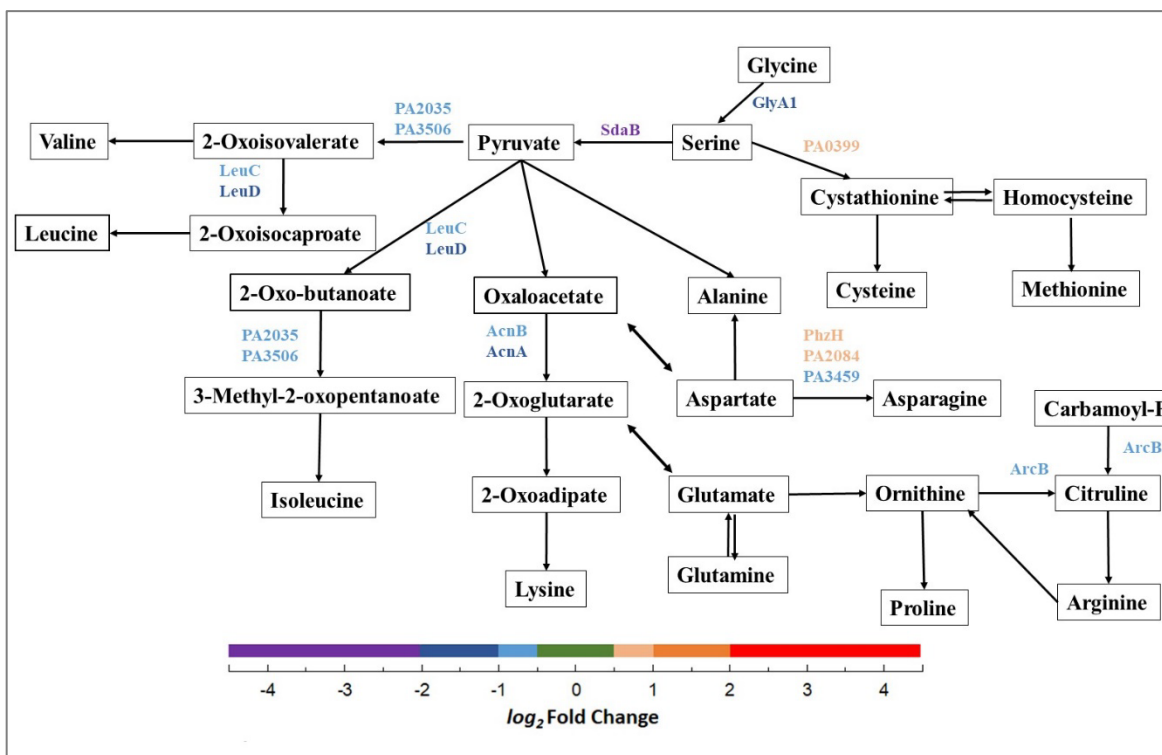 Glycine
GlyA1
PA2035
PA3506
Valine
2-Oxoisovalerate
Pyruvate
SdaB
Serine
PA0399
LeuC
LeuD
Cystathionine
Homocysteine
Leucine
2-Oxoisocaproate
LeuC
LeuD
2-Oxo-butanoate
Oxaloacetate
Alanine
Cysteine
Methionine
PA2035
PA3506
AcnB
AcnA
PhzH
PA2084
PA3459
3-Methyl-2-oxopentanoate
2-Oxoglutarate
Aspartate
Asparagine
Carbamoyl-
ArcB
ArcB
Isoleucine
2-Oxoadipate
Glutamate
Ornithine
Citruline
Lysine
Glutamine
Proline
Arginine
-4 -3 -2 -1 0 1 2 3 4
log2 Fold Change